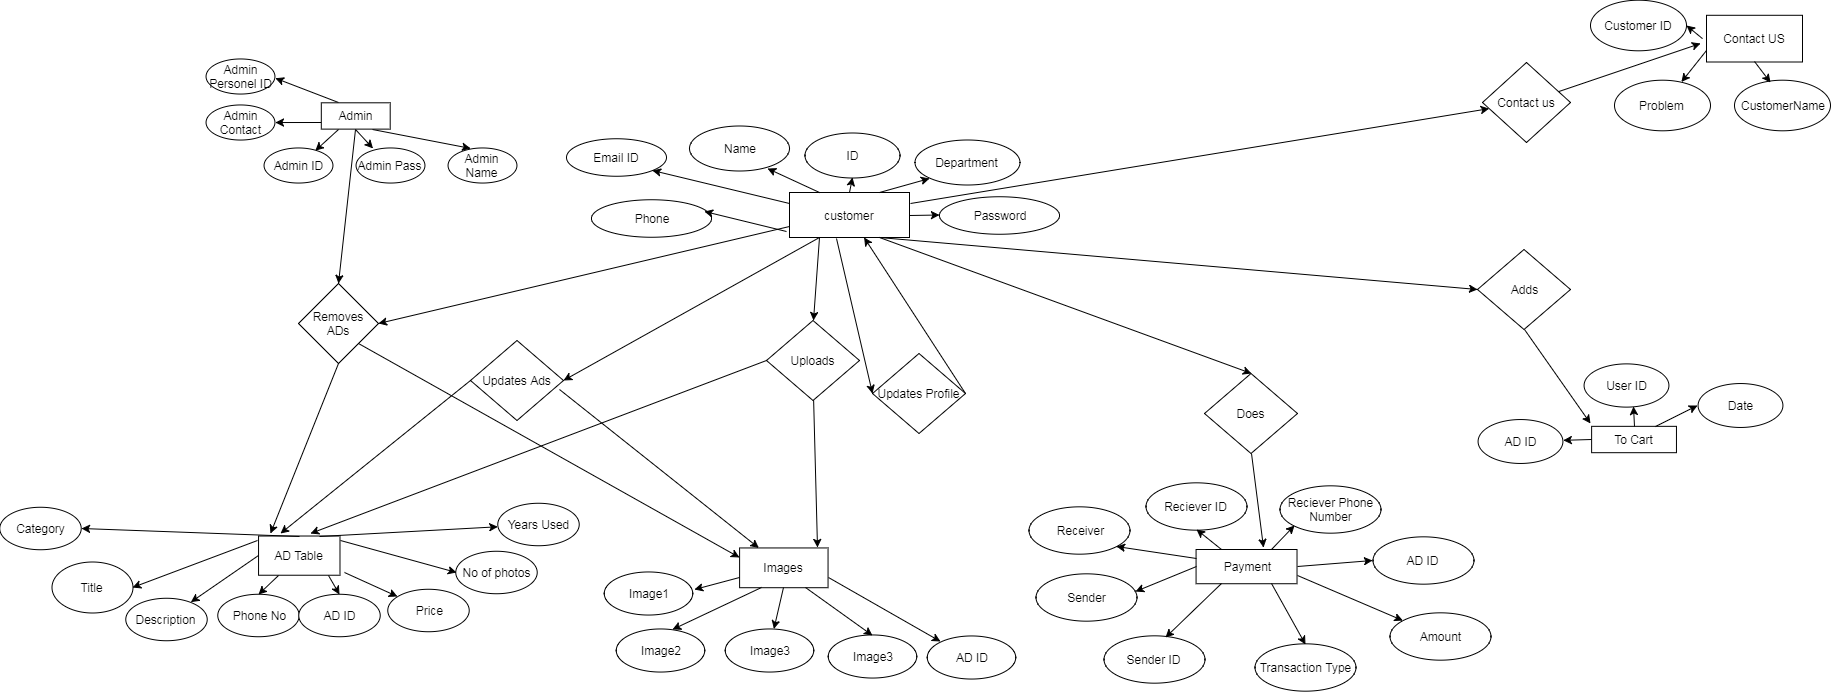 Customer ID
Contact US
Admin
Personel ID
Contact us
Problem
CustomerName
Admin
Contact
Admin
Admin ID
Admin Pass
Admin
Name
Email ID
Name
ID
Department
Phone
customer
Password
Removes
ADs
Updates Ads
Uploads
Updates Profile
Does
Adds
User ID
Date
AD ID
To Cart
Category
Years Used
AD Table
No of photos
Title
Description
Phone No
AD ID
Price
Images
Image1
Image2
Image3
Image3
AD ID
Reciever ID
Reciever Phone
Number
Receiver
Payment
AD ID
Sender
Amount
Sender ID
Transaction Type